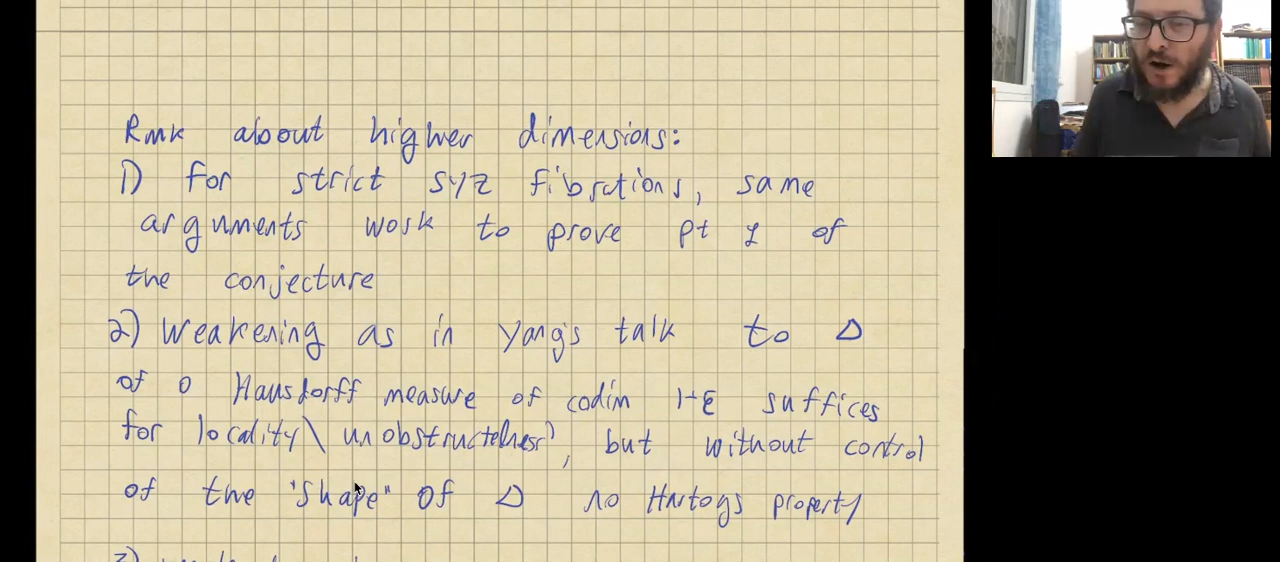 Rmk about higher dimensions:
1) for strict SYZ fibrations, same
arguments work to prove pt 1 of
the conjecture
2) Weakening as in Yang's talk to Δ
of 0 Hausdorff measure of codim 1+ε suffices
for locality\unobstructedness, but without control
of the "shape" of Δ no Hartogs property
3)